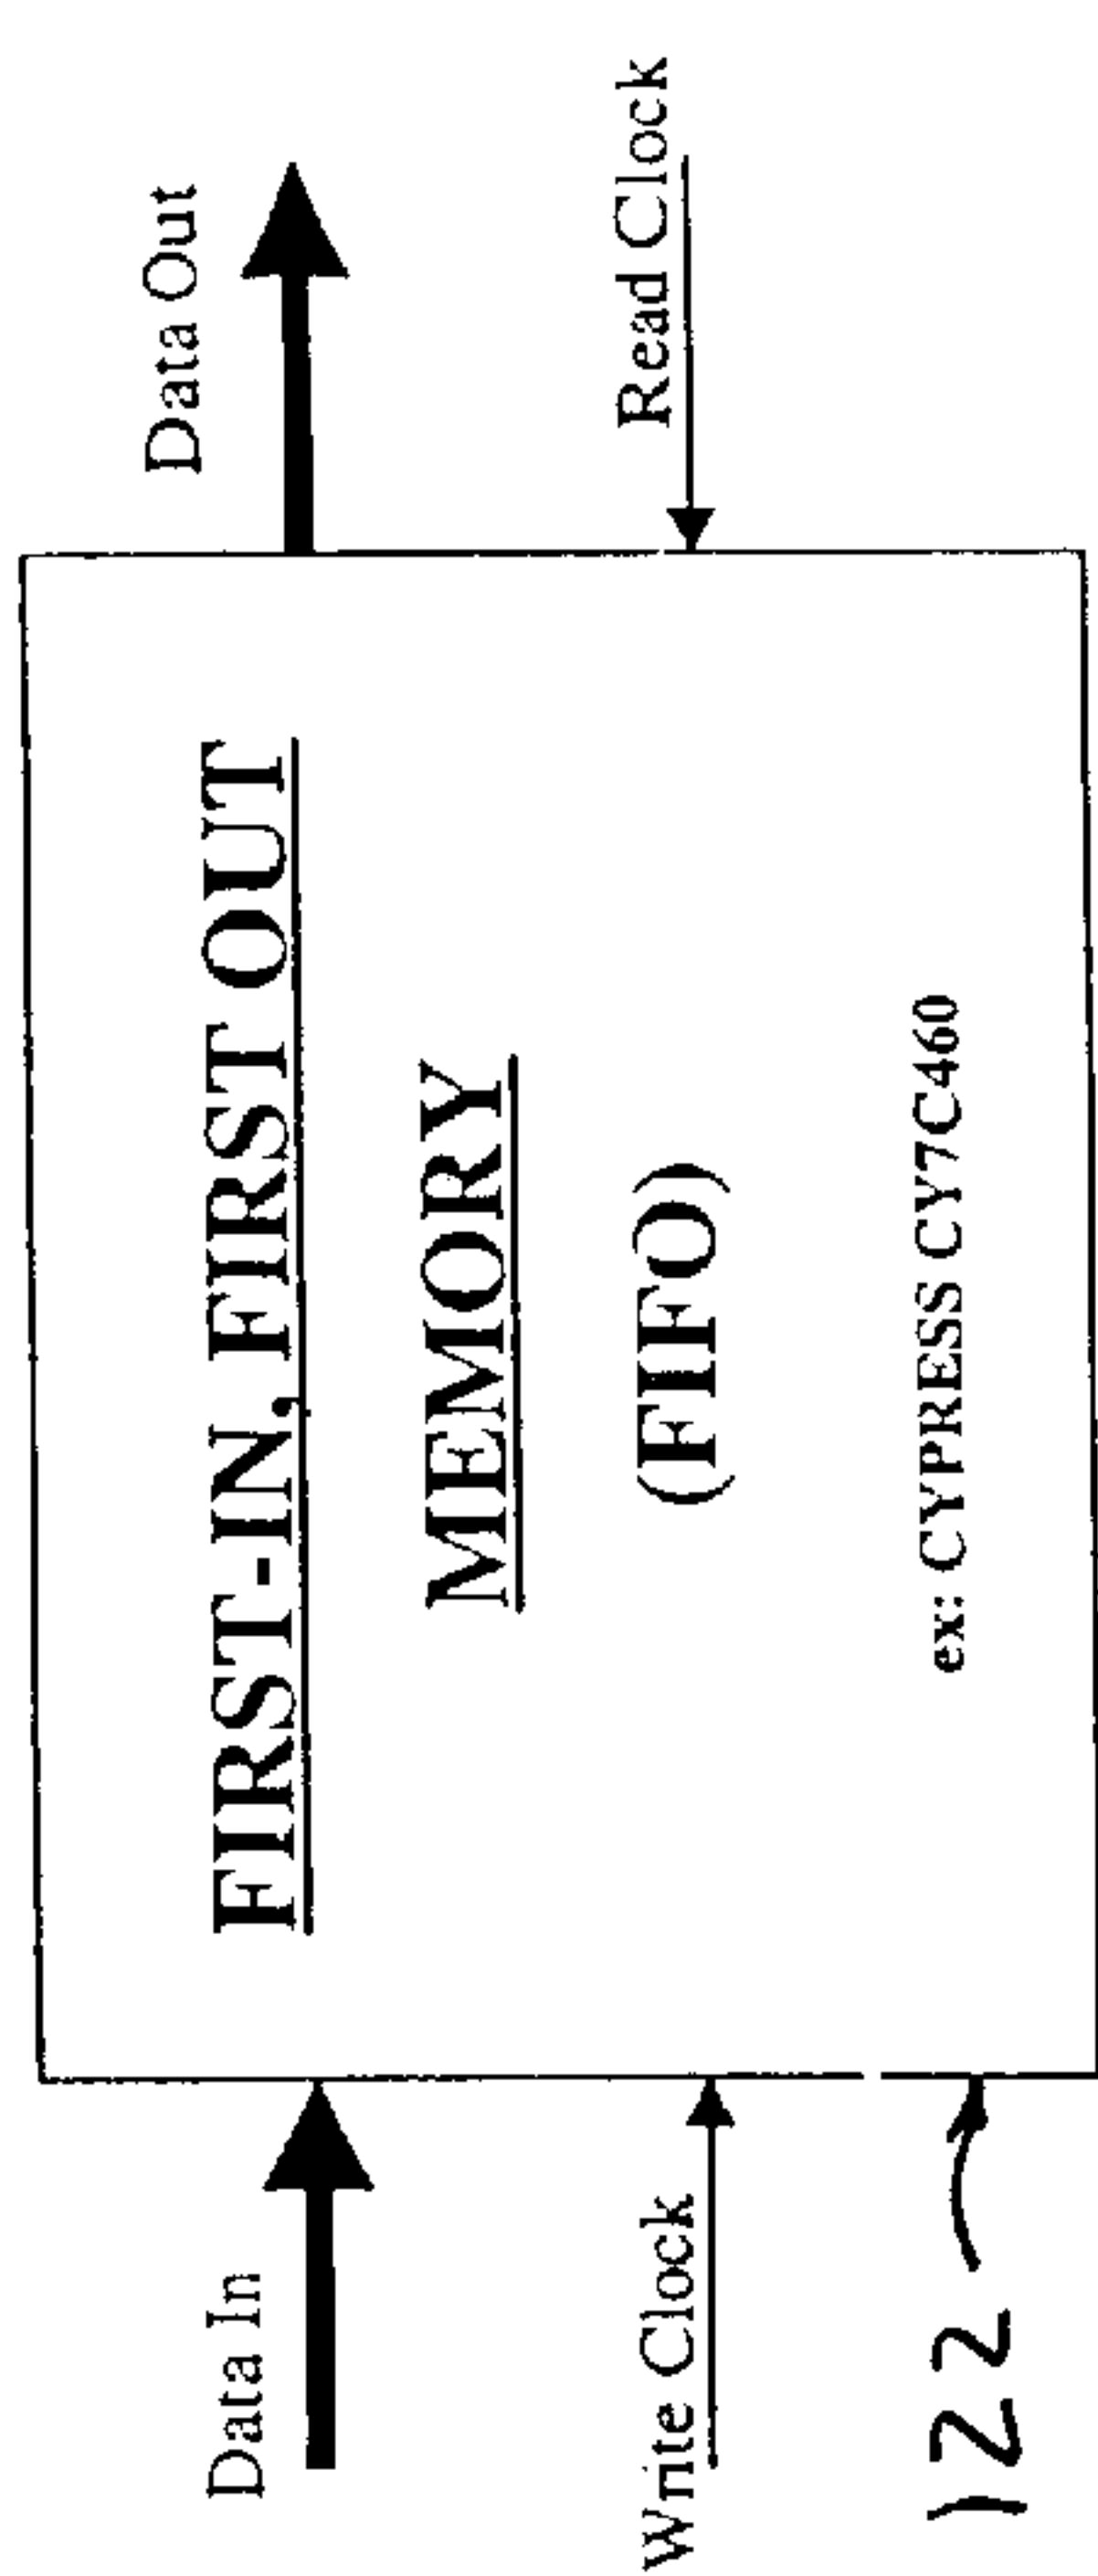 Data In
Data Out
FIRST-IN, FIRST OUT
MEMORY
(FIFO)
Write Clock
Read Clock
ex: CYPRESS CY7C460
122